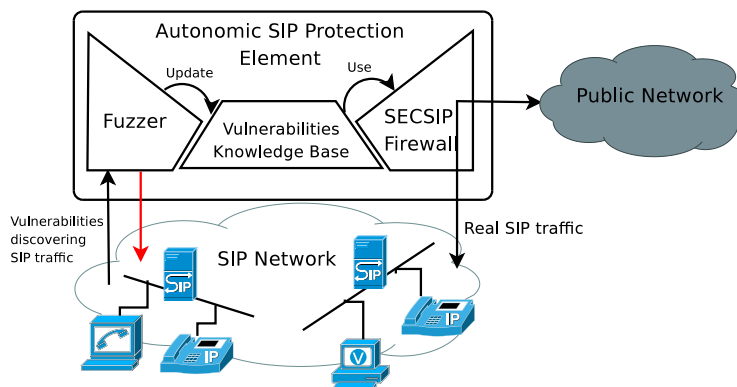 Autonomic SIP Protection
Element
Update
Use
Fuzzer
Vulnerabilities
Knowledge Base
SECSIP
Firewall
Public Network
Vulnerabilities
discovering
SIP traffic
Real SIP traffic
SIP Network
SIP
SIP
IP
IP
V